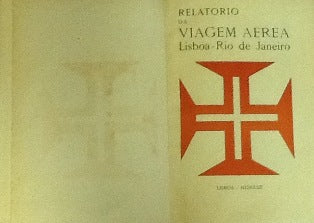 RELATORIO
DA
VIAGEM AEREA
Lisboa - Rio de Janeiro
LISBOA